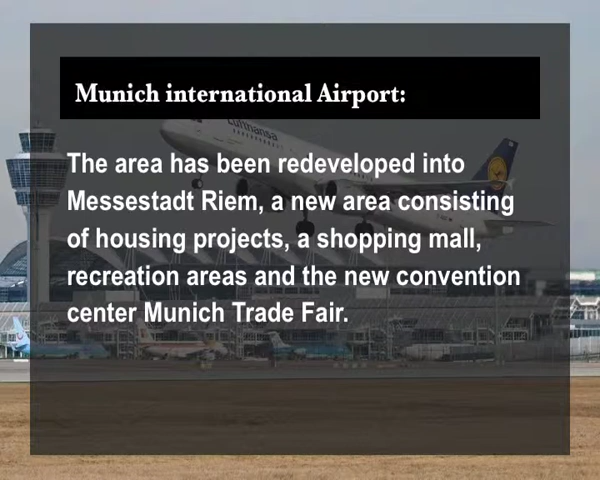 Lufthansa
Munich international Airport:
The area has been redeveloped into
Messestadt Riem, a new area consisting
of housing projects, a shopping mall,
recreation areas and the new convention
center Munich Trade Fair.